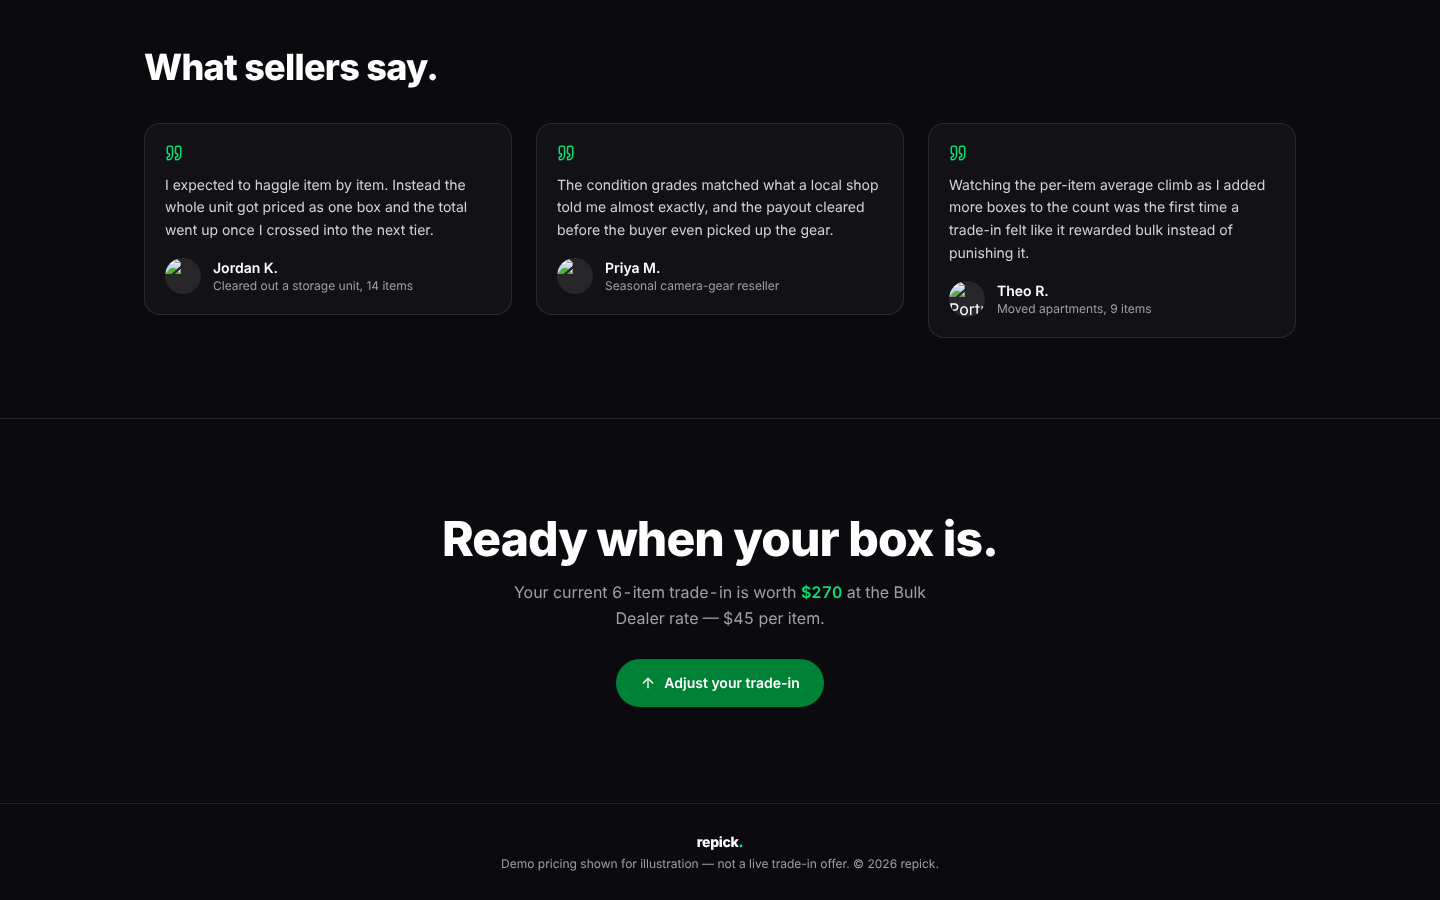 What sellers say.
I expected to haggle item by item. Instead the
whole unit got priced as one box and the total
went up once I crossed into the next tier.
Jordan K.
Cleared out a storage unit, 14 items
The condition grades matched what a local shop
told me almost exactly, and the payout cleared
before the buyer even picked up the gear.
Priya M.
Seasonal camera-gear reseller
Watching the per-item average climb as I added
more boxes to the count was the first time a
trade-in felt like it rewarded bulk instead of
punishing it.
Theo R.
Moved apartments, 9 items
Ready when your box is.
Your current 6-item trade-in is worth $270 at the Bulk
Dealer rate — $45 per item.
Adjust your trade-in
repick.
Demo pricing shown for illustration — not a live trade-in offer. © 2026 repick.